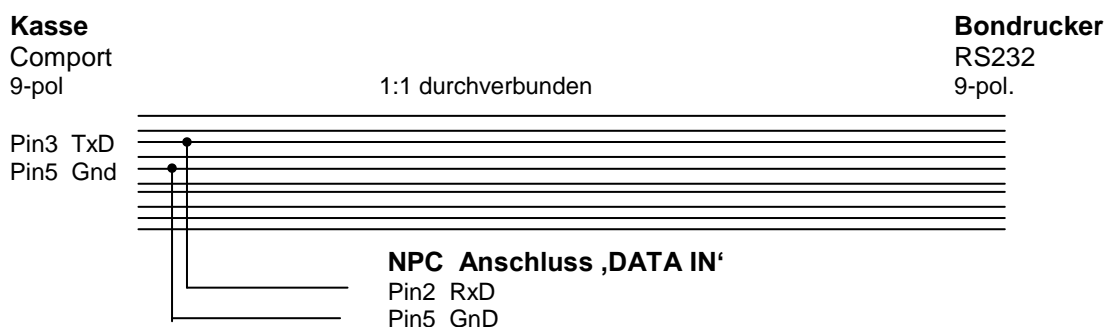 Kasse
Bondrucker
Comport
RS232
9-pol
1:1 durchverbunden
9-pol.
Pin3 TxD
Pin5 Gnd
NPC Anschluss ‚DATA IN‘
Pin2 RxD
Pin5 GnD